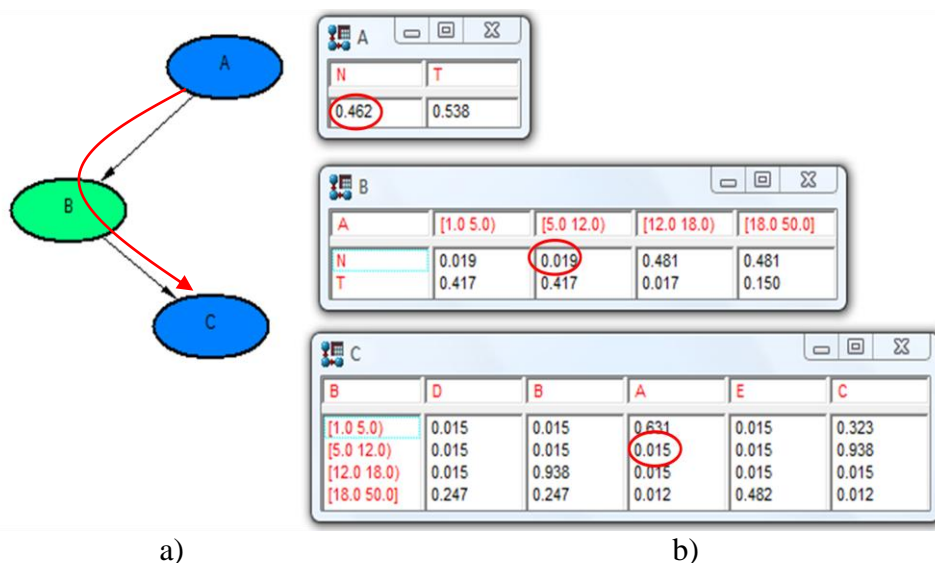 A
B
C
A
N T
0.462 0.538
B
A [1.0 5.0) [5.0 12.0) [12.0 18.0) [18.0 50.0]
N 0.019 0.019 0.481 0.481
T 0.417 0.417 0.017 0.150
C
B D B A E C
[1.0 5.0) 0.015 0.015 0.631 0.015 0.323
[5.0 12.0) 0.015 0.015 0.015 0.015 0.938
[12.0 18.0) 0.015 0.938 0.015 0.015 0.015
[18.0 50.0] 0.247 0.247 0.012 0.482 0.012
a) b)